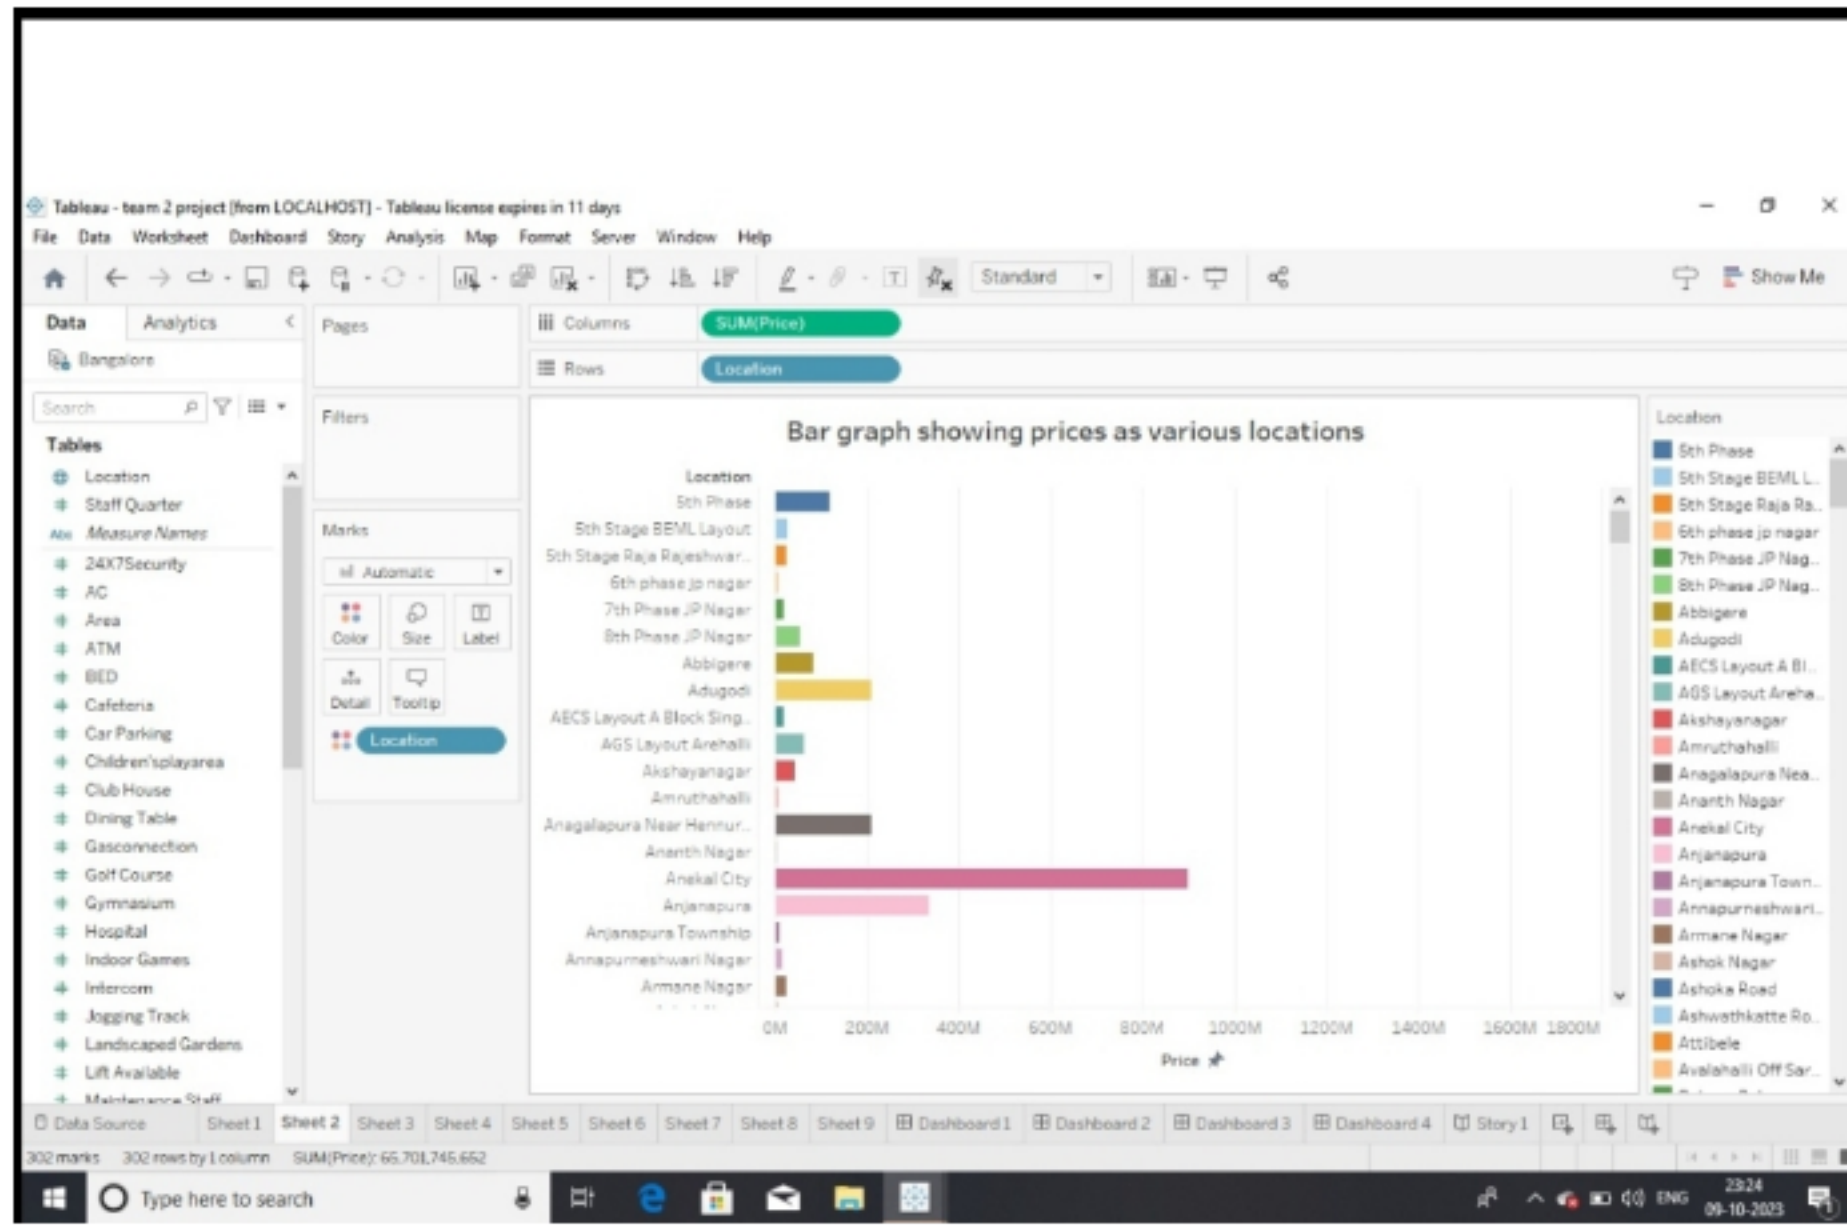 Tableau - team 2 project [from LOCALHOST] - Tableau license expires in 11 days
File Data Worksheet Dashboard Story Analysis Map Format Server Window Help
Standard
Show Me
Data Analytics
Bangalore
Search
Tables
Location
Staff Quarter
Abc Measure Names
24X7Security
AC
Area
ATM
BED
Cafeteria
Car Parking
Children'splayarea
Club House
Dining Table
Gasconnection
Golf Course
Gymnasium
Hospital
Indoor Games
Intercom
Jogging Track
Landscaped Gardens
Lift Available
Maintenance Staff
Pages
Filters
Marks
Automatic
Color Size Label
Detail Tooltip
Location
Columns SUM(Price)
Rows Location
Bar graph showing prices as various locations
Location
5th Phase
5th Stage BEML Layout
5th Stage Raja Rajeshwar..
6th phase jp nagar
7th Phase JP Nagar
8th Phase JP Nagar
Abbigere
Adugodi
AECS Layout A Block Sing..
AGS Layout Arehalli
Akshayanagar
Amruthahalli
Anagalapura Near Hennur..
Ananth Nagar
Anekal City
Anjanapura
Anjanapura Township
Annapurneshwari Nagar
Armane Nagar
0M 200M 400M 600M 800M 1000M 1200M 1400M 1600M 1800M
Price
Location
5th Phase
5th Stage BEML L..
5th Stage Raja Ra..
6th phase jp nagar
7th Phase JP Nag..
8th Phase JP Nag..
Abbigere
Adugodi
AECS Layout A Bl..
AGS Layout Areha..
Akshayanagar
Amruthahalli
Anagalapura Nea..
Ananth Nagar
Anekal City
Anjanapura
Anjanapura Town..
Annapurneshwari..
Armane Nagar
Ashok Nagar
Ashoka Road
Ashwathkatte Ro..
Attibele
Avalahalli Off Sar..
Data Source Sheet 1 Sheet 2 Sheet 3 Sheet 4 Sheet 5 Sheet 6 Sheet 7 Sheet 8 Sheet 9 Dashboard 1 Dashboard 2 Dashboard 3 Dashboard 4 Story 1
302 marks 302 rows by 1 column SUM(Price): 65,701,745,652
Type here to search
ENG
23:24
09-10-2023